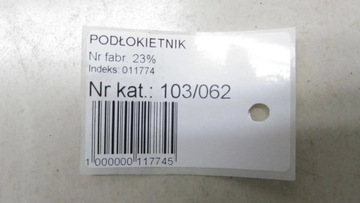 PODŁOKIETNIK
Nr fabr. 23%
Indeks: 011774
Nr kat.: 103/062
1 000000 117745